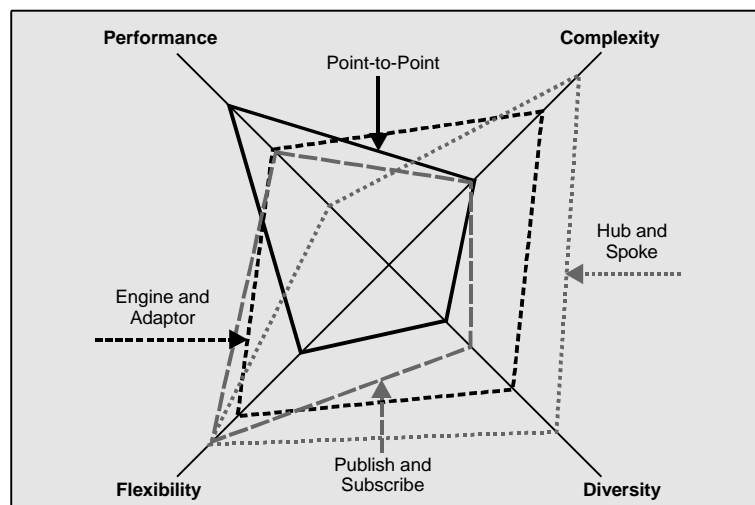 Performance
Complexity
Point-to-Point
Hub and
Spoke
Engine and
Adaptor
Publish and
Subscribe
Flexibility
Diversity